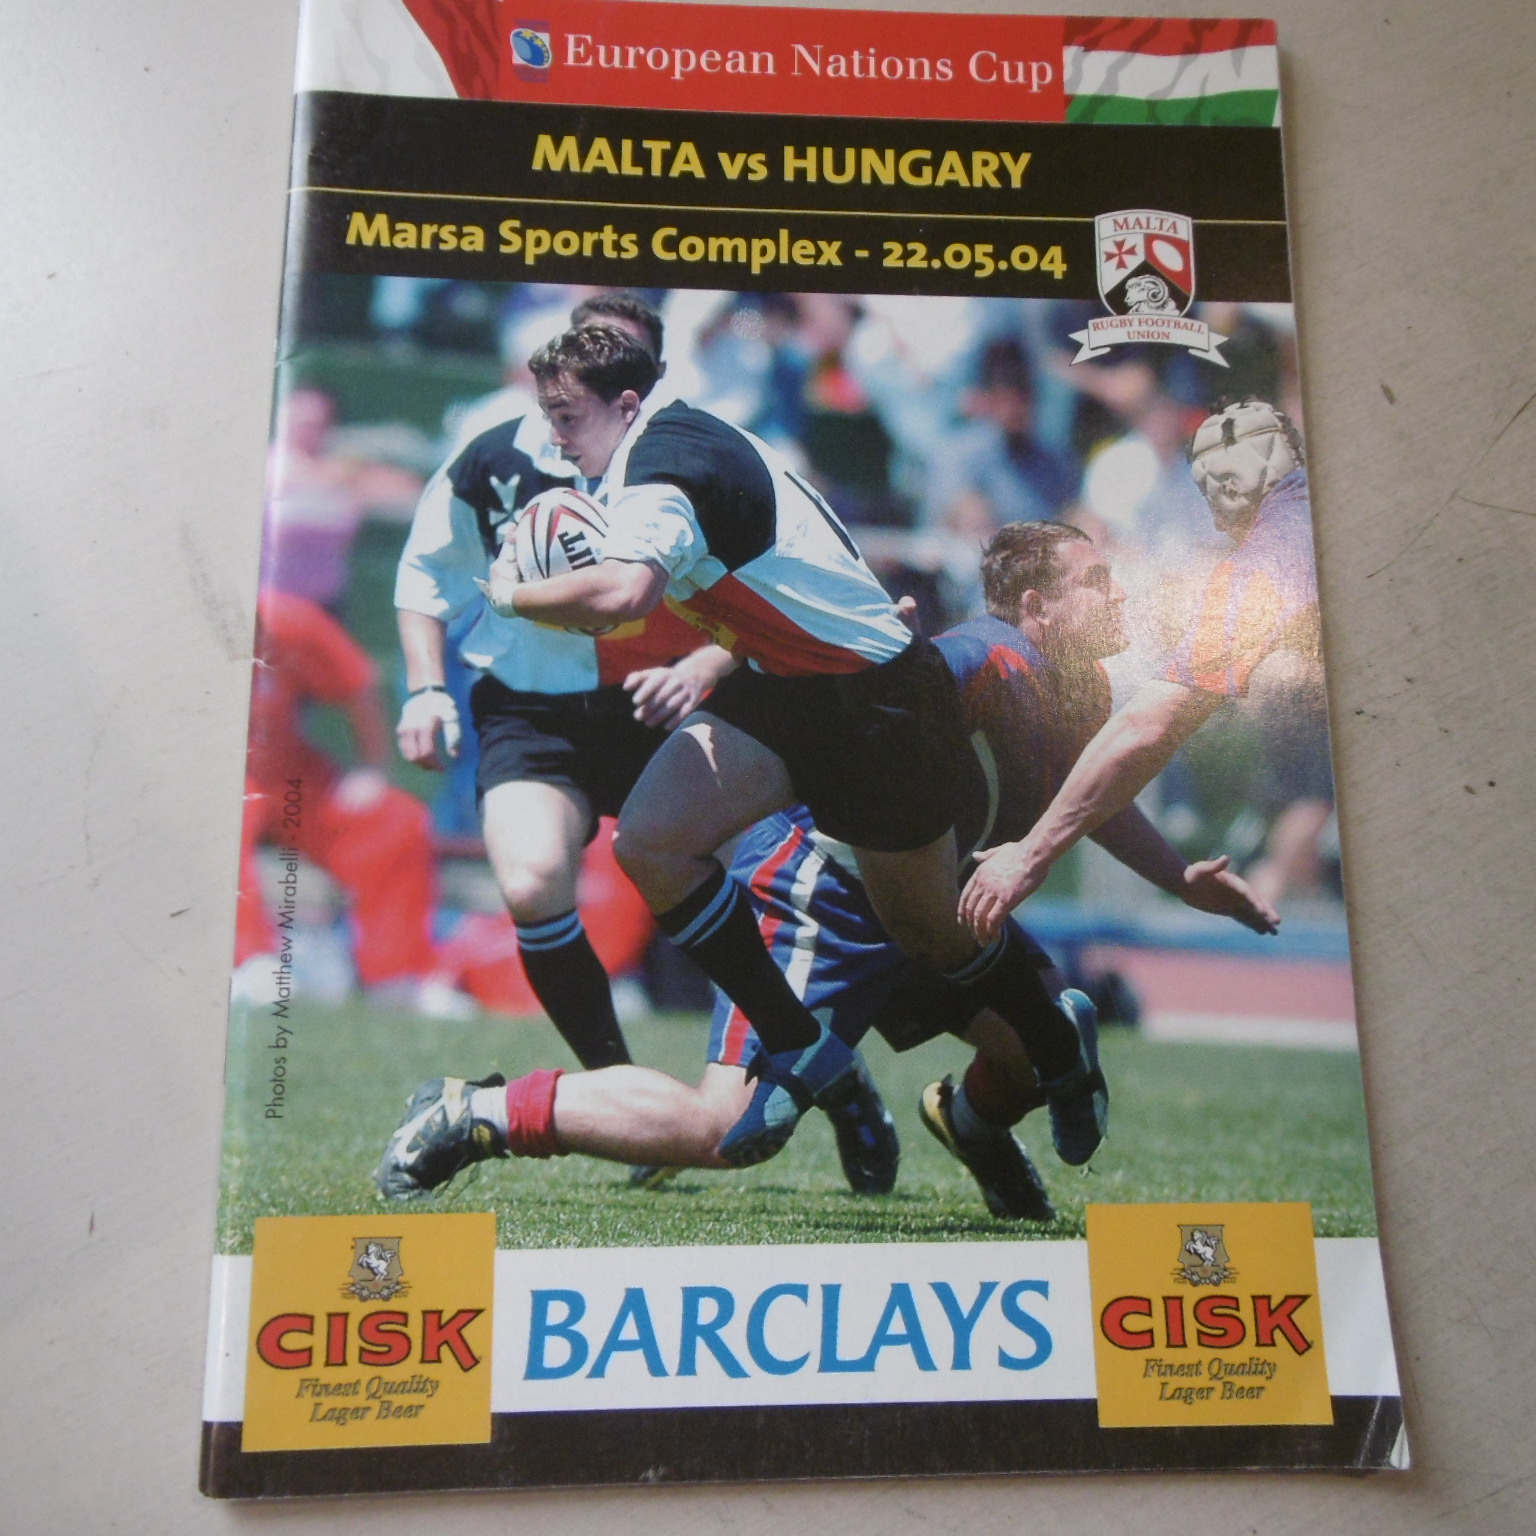 European Nations Cup
MALTA vs HUNGARY
Marsa Sports Complex - 22.05.04
MALTA
RUGBY FOOTBALL
UNION
Photos by Matthew Mirabelli - 2004
CISK
Finest Quality
Lager Beer
BARCLAYS
CISK
Finest Quality
Lager Beer